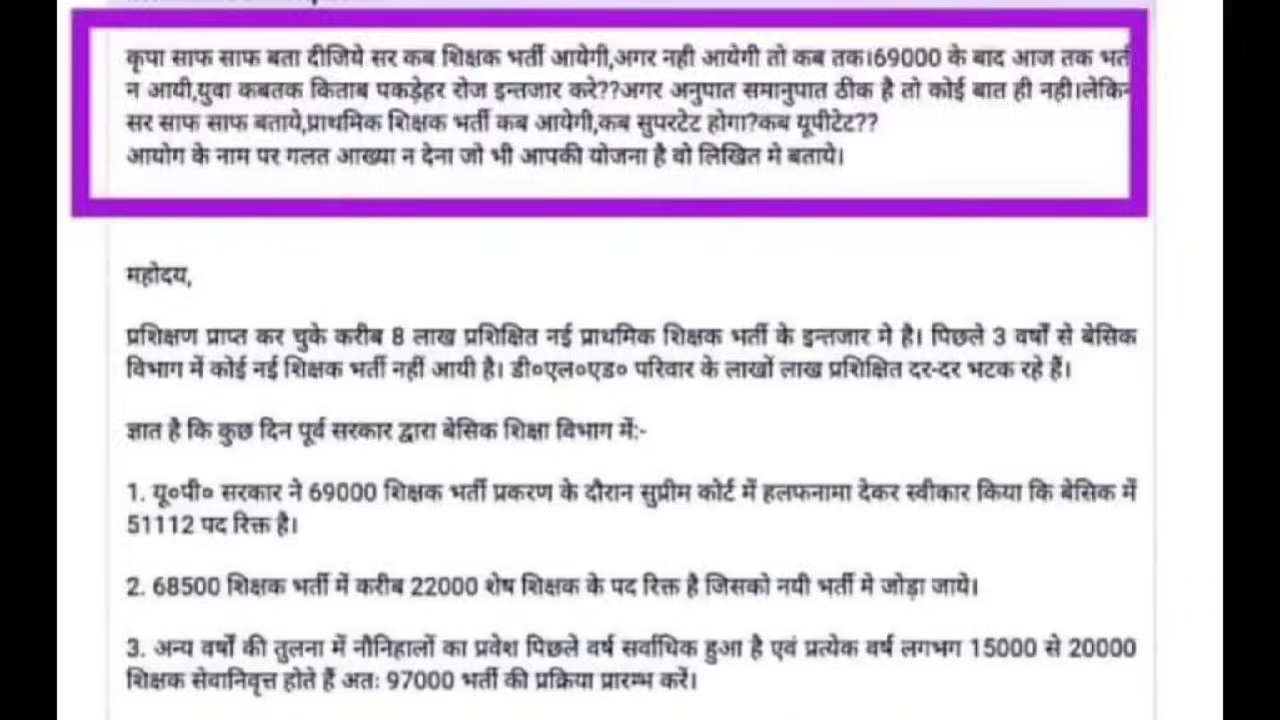 कृपा साफ साफ बता दीजिये सर कब शिक्षक भर्ती आयेगी,अगर नही आयेगी तो कब तक।69000 के बाद आज तक
न आयी,युवा कबतक किताब पकड़ेहर रोज इन्तजार करे??अगर अनुपात समानुपात ठीक है तो कोई बात ही नही।
सर साफ साफ बताये,प्राथमिक शिक्षक भर्ती कब आयेगी,कब सुपरटेट होगा?कब यूपीटेट??
आयोग के नाम पर गलत आख्या न देना जो भी आपकी योजना है वो लिखित मे बताये।
महोदय,
प्रशिक्षण प्राप्त कर चुके करीब 8 लाख प्रशिक्षित नई प्राथमिक शिक्षक भर्ती के इन्तजार मे है। पिछले 3 वर्षों से बेसिक
विभाग में कोई नई शिक्षक भर्ती नहीं आयी है। डी०एल०एड० परिवार के लाखों लाख प्रशिक्षित दर-दर भटक रहे हैं।
ज्ञात है कि कुछ दिन पूर्व सरकार द्वारा बेसिक शिक्षा विभाग में:-
1. यू०पी० सरकार ने 69000 शिक्षक भर्ती प्रकरण के दौरान सुप्रीम कोर्ट में हलफनामा देकर स्वीकार किया कि बेसिक में
51112 पद रिक्त है।
2. 68500 शिक्षक भर्ती में करीब 22000 शेष शिक्षक के पद रिक्त है जिसको नयी भर्ती मे जोड़ा जाये।
3. अन्य वर्षों की तुलना में नौनिहालों का प्रवेश पिछले वर्ष सर्वाधिक हुआ है एवं प्रत्येक वर्ष लगभग 15000 से 20000
शिक्षक सेवानिवृत्त होते हैं अतः 97000 भर्ती की प्रक्रिया प्रारम्भ करें।